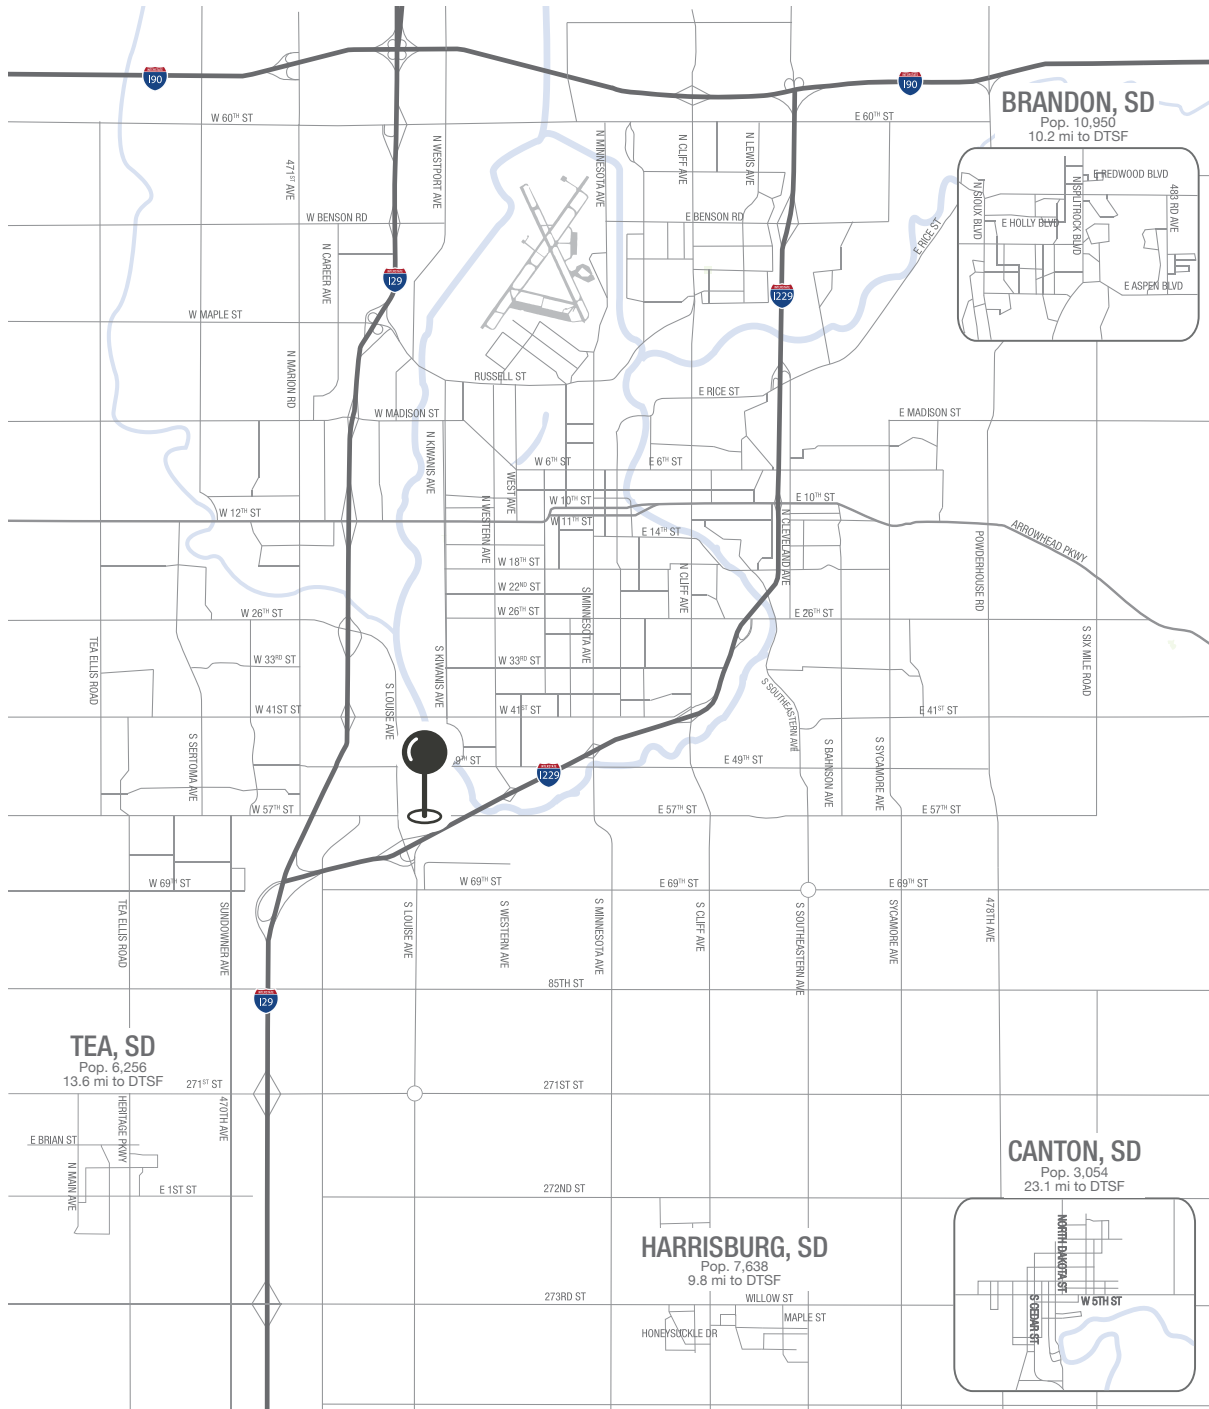 I90
I90
BRANDON, SD
Pop. 10,950
10.2 mi to DTSF
W 60TH ST
E 60TH ST
471ST AVE
N WESTPORT AVE
N MINNESOTA AVE
N CLIFF AVE
N LEWIS AVE
E REDWOOD BLVD
N SIOUX BLVD
N SPLITROCK BLVD
483 RD AVE
E HOLLY BLVD
E ASPEN BLVD
W BENSON RD
E BENSON RD
E RICE ST
N CAREER AVE
I29
I229
W MAPLE ST
N MARION RD
RUSSELL ST
E RICE ST
W MADISON ST
E MADISON ST
N KIWANIS AVE
W 6TH ST
E 6TH ST
WEST AVE
N WESTERN AVE
W 10TH ST
E 10TH ST
W 12TH ST
W 11TH ST
E 14TH ST
N CLEVELAND AVE
ARROWHEAD PKWY
POWDERHOUSE RD
W 18TH ST
N CLIFF AVE
W 22ND ST
S MINNESOTA AVE
W 26TH ST
W 26TH ST
E 26TH ST
TEA ELLIS ROAD
S SIX MILE ROAD
S KIWANIS AVE
W 33RD ST
W 33RD ST
S LOUISE AVE
S SOUTHEASTERN AVE
W 41ST ST
W 41ST ST
E 41ST ST
S SERTOMA AVE
S BAHNSON AVE
S SYCAMORE AVE
9TH ST
E 49TH ST
I229
W 57TH ST
E 57TH ST
E 57TH ST
W 69TH ST
W 69TH ST
E 69TH ST
E 69TH ST
TEA ELLIS ROAD
SUNDOWNER AVE
S LOUISE AVE
S WESTERN AVE
S MINNESOTA AVE
S CLIFF AVE
S SOUTHEASTERN AVE
SYCAMORE AVE
478TH AVE
85TH ST
I29
TEA, SD
Pop. 6,256
13.6 mi to DTSF
271ST ST
271ST ST
HERITAGE PKWY
470TH AVE
E BRIAN ST
N MAIN AVE
E 1ST ST
272ND ST
CANTON, SD
Pop. 3,054
23.1 mi to DTSF
NORTH DAKOTA ST
W 5TH ST
S CEDAR ST
HARRISBURG, SD
Pop. 7,638
9.8 mi to DTSF
273RD ST
WILLOW ST
MAPLE ST
HONEYSUCKLE DR